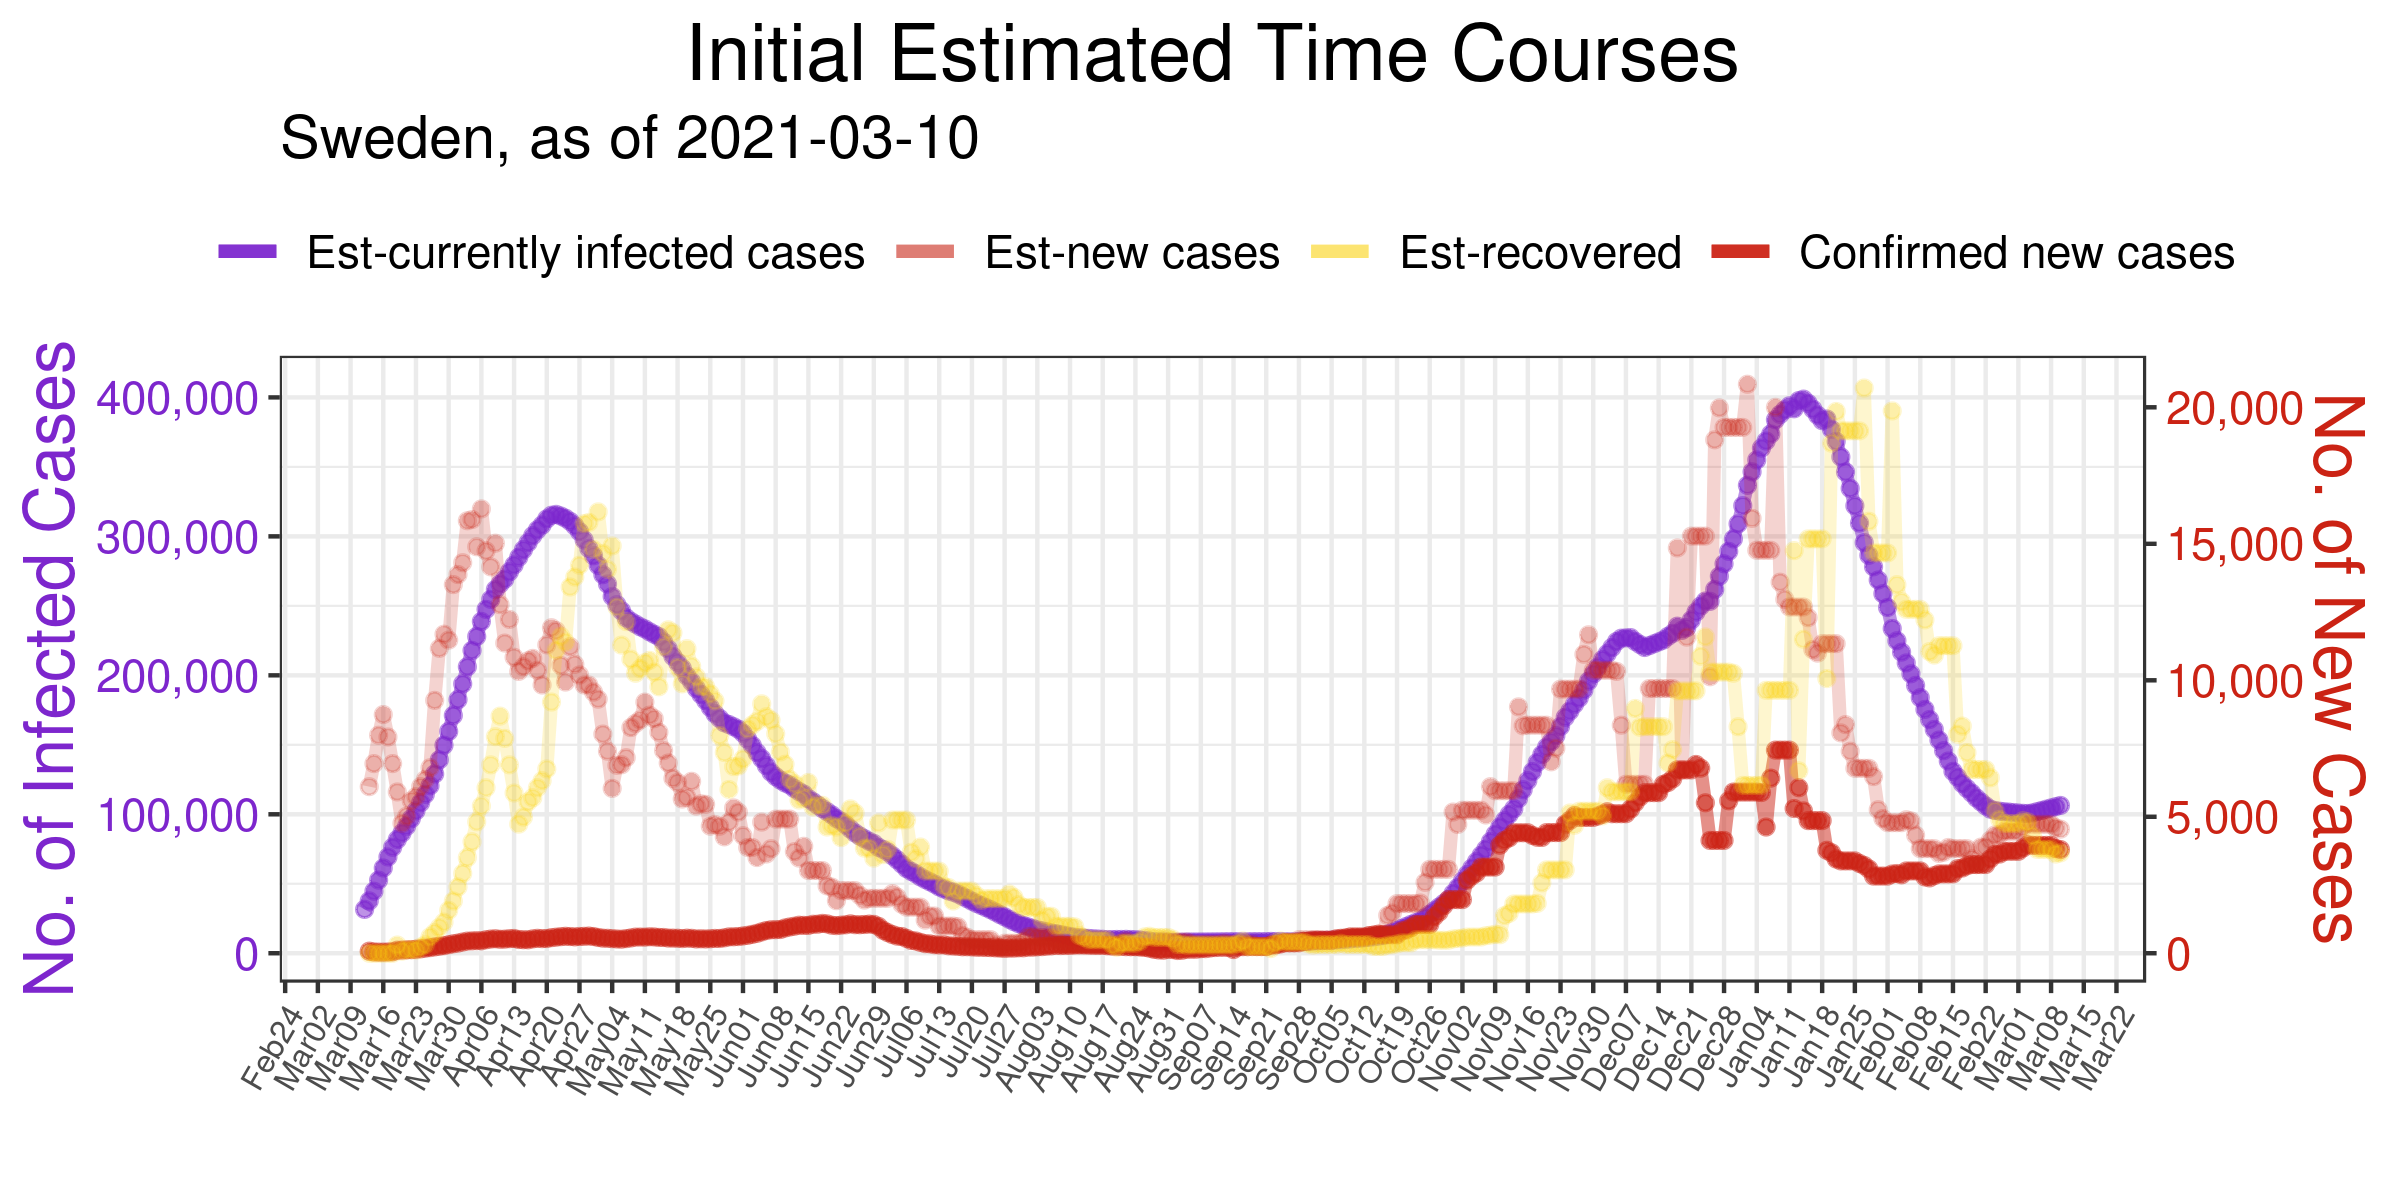 Initial Estimated Time Courses
Sweden, as of 2021-03-10
Est-currently infected cases Est-new cases Est-recovered Confirmed new cases
No. of Infected Cases
400,000
300,000
200,000
100,000
0
20,000
15,000
10,000
5,000
0
No. of New Cases
Feb24 Mar02 Mar09 Mar16 Mar23 Mar30 Apr06 Apr13 Apr20 Apr27 May04 May11 May18 May25 Jun01 Jun08 Jun15 Jun22 Jun29 Jul06 Jul13 Jul20 Jul27 Aug03 Aug10 Aug17 Aug24 Aug31 Sep07 Sep14 Sep21 Sep28 Oct05 Oct12 Oct19 Oct26 Nov02 Nov09 Nov16 Nov23 Nov30 Dec07 Dec14 Dec21 Dec28 Jan04 Jan11 Jan18 Jan25 Feb01 Feb08 Feb15 Feb22 Mar01 Mar08 Mar15 Mar22